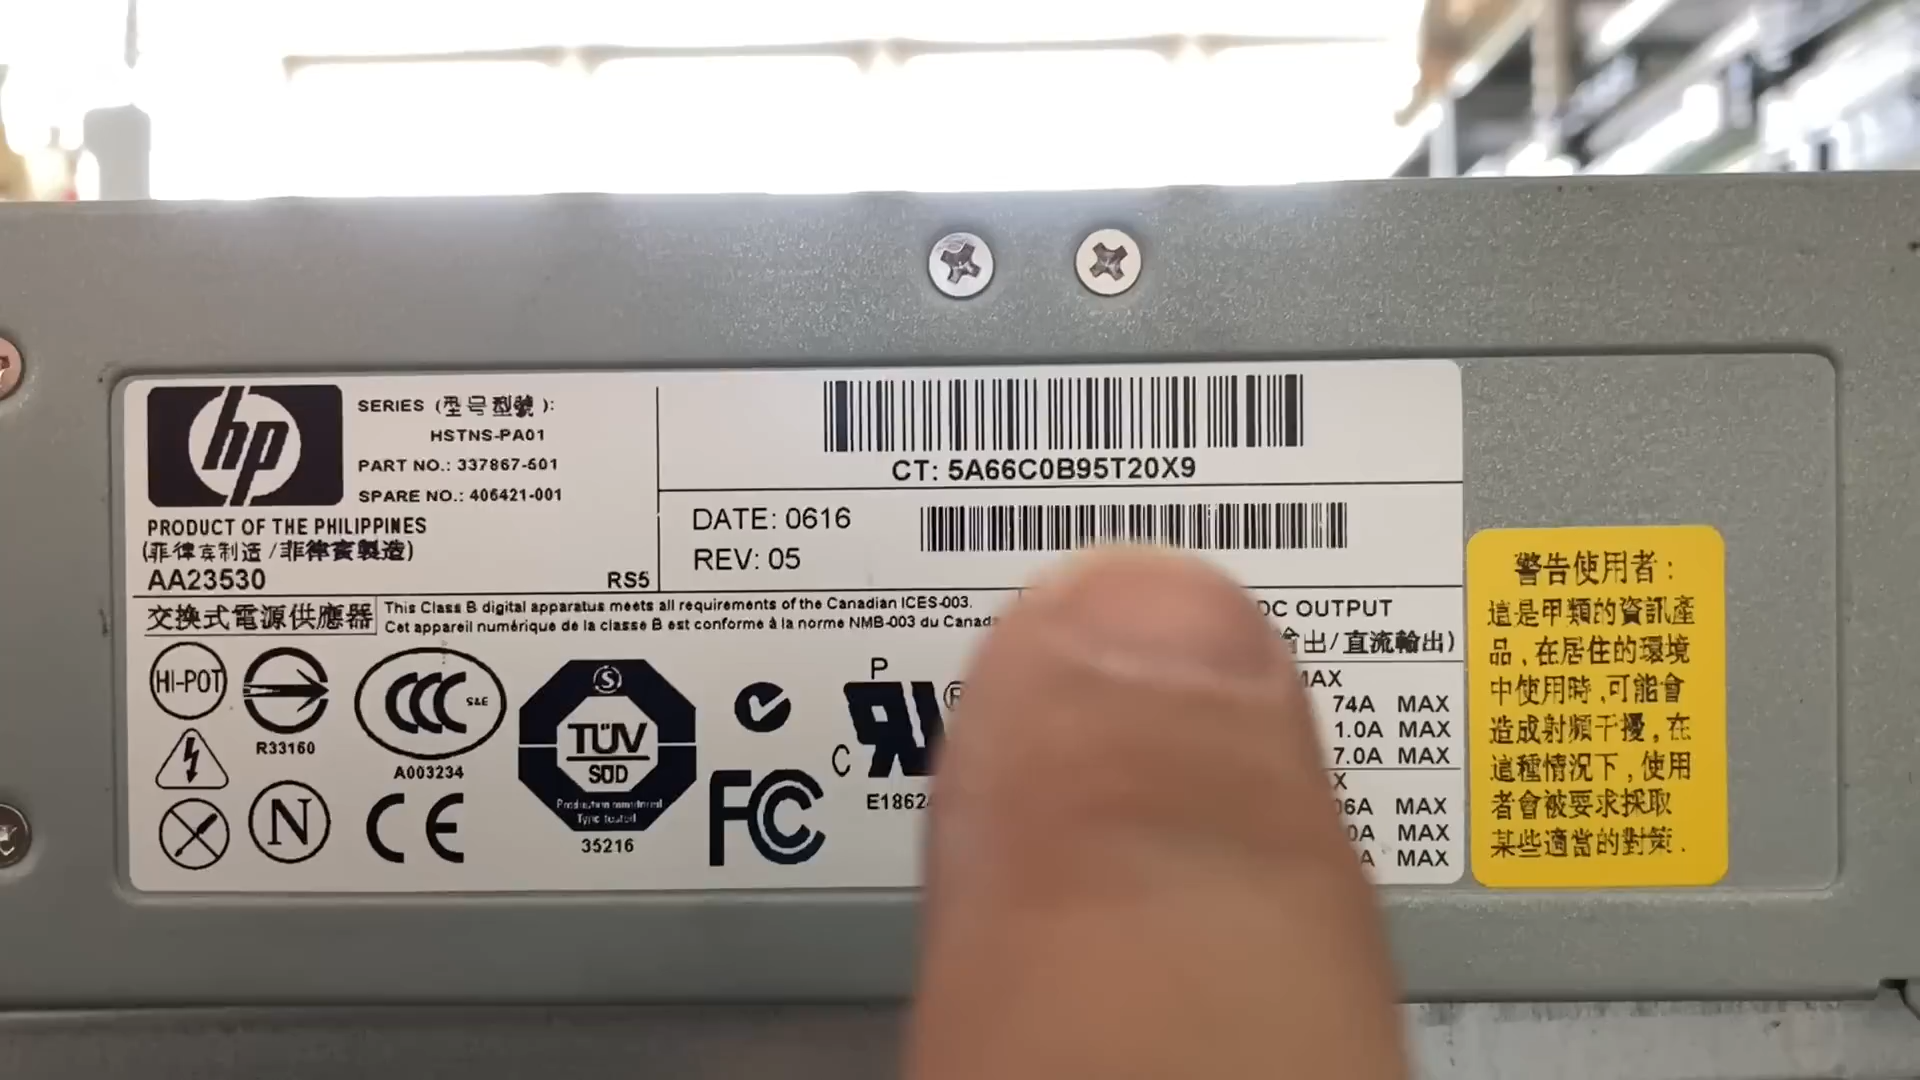 hp
SERIES (型号型號):
HSTNS-PA01
PART NO.: 337867-501
SPARE NO.: 406421-001
PRODUCT OF THE PHILIPPINES
(菲律宾制造/菲律賓製造)
AA23530
RS5
CT: 5A66C0B95T20X9
DATE: 0616
REV: 05
交換式電源供應器
This Class B digital apparatus meets all requirements of the Canadian ICES-003.
Cet appareil numérique de la classe B est conforme à la norme NMB-003 du Canada
HI-POT
R33160
CCC S&E
A003234
N
CE
S
TÜV
SÜD
Production monitored
Type tested
35216
FC
P
C
®
E1862
DC OUTPUT
出/直流輸出)
MAX
74A MAX
1.0A MAX
7.0A MAX
X
06A MAX
0A MAX
A MAX
警告使用者:
這是甲類的資訊產
品,在居住的環境
中使用時,可能會
造成射頻干擾,在
這種情況下,使用
者會被要求採取
某些適當的對策.